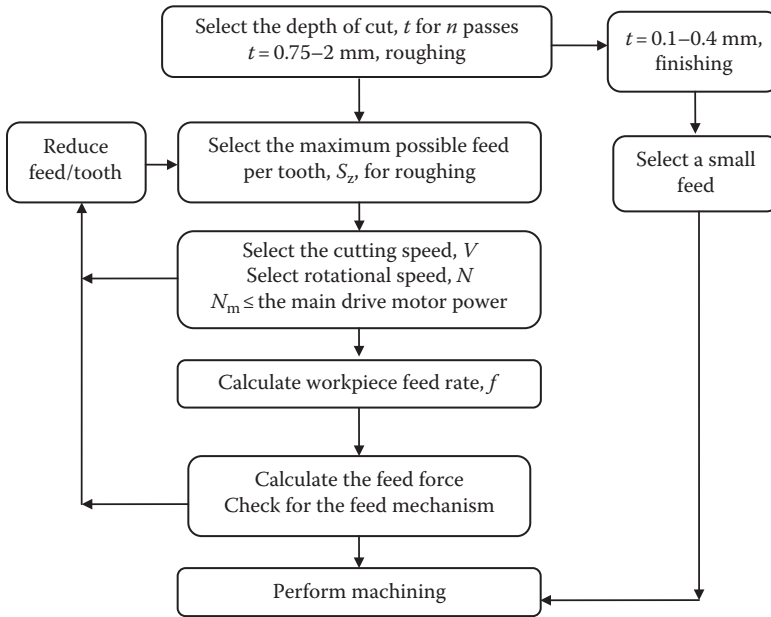 Select the depth of cut, t for n passes
t = 0.75–2 mm, roughing
t = 0.1–0.4 mm,
finishing
Reduce
feed/tooth
Select the maximum possible feed
per tooth, Sz, for roughing
Select a small
feed
Select the cutting speed, V
Select rotational speed, N
Nm ≤ the main drive motor power
Calculate workpiece feed rate, f
Calculate the feed force
Check for the feed mechanism
Perform machining